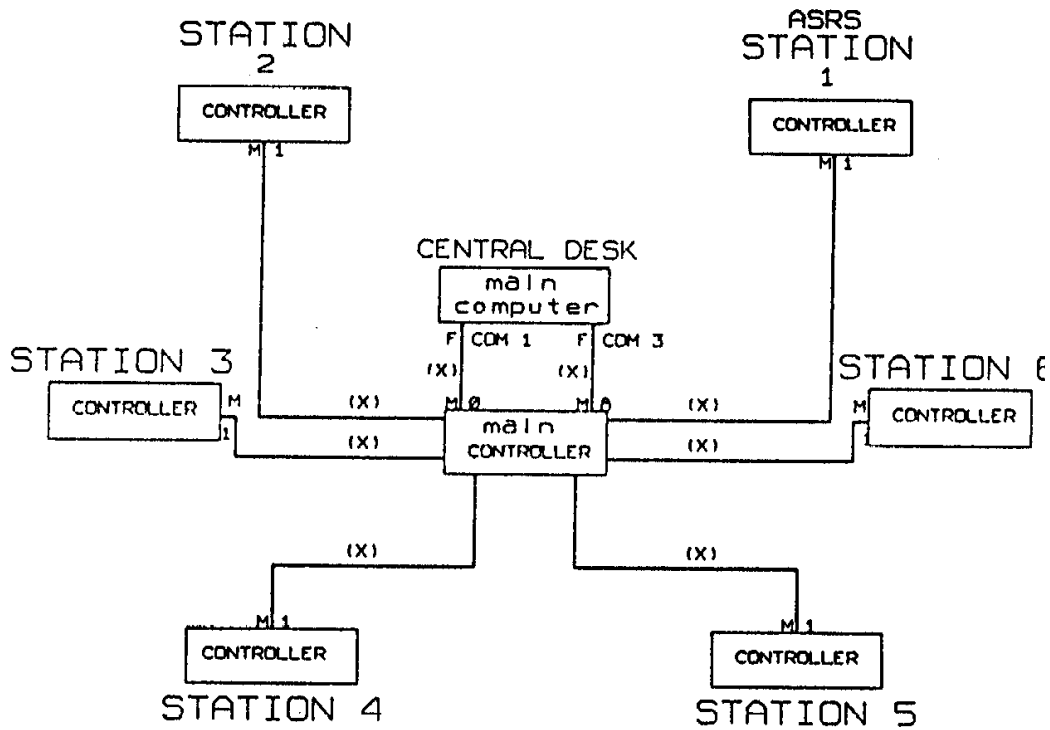 STATION
2
CONTROLLER
M 1
ASRS
STATION
1
CONTROLLER
M 1
CENTRAL DESK
main
computer
F COM 1
F COM 3
(X)
(X)
M 0
M 0
STATION 3
CONTROLLER
M
1
(X)
(X)
main
CONTROLLER
(X)
(X)
STATION 6
CONTROLLER
M
1
(X)
(X)
M 1
CONTROLLER
STATION 4
M 1
CONTROLLER
STATION 5